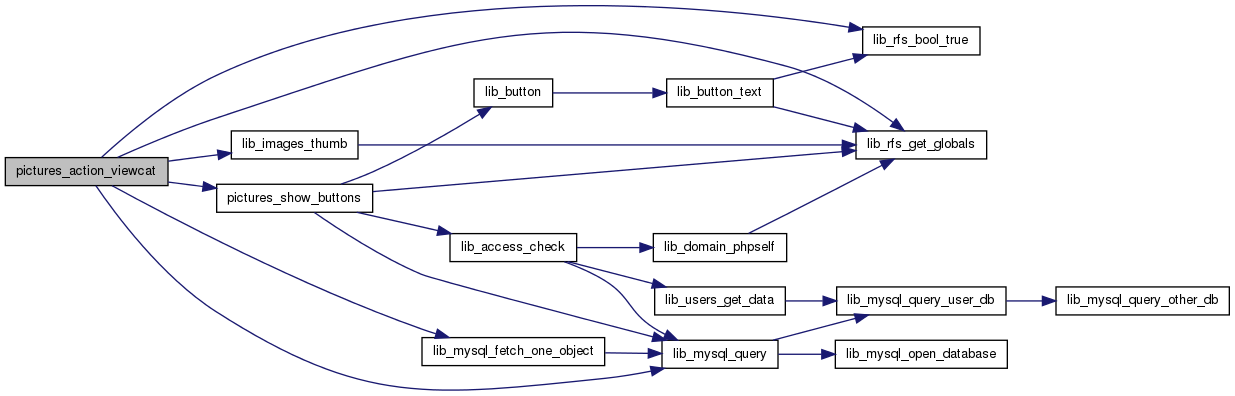 pictures_action_viewcat
lib_images_thumb
pictures_show_buttons
lib_button
lib_access_check
lib_mysql_fetch_one_object
lib_button_text
lib_domain_phpself
lib_users_get_data
lib_mysql_query
lib_rfs_bool_true
lib_rfs_get_globals
lib_mysql_query_user_db
lib_mysql_open_database
lib_mysql_query_other_db